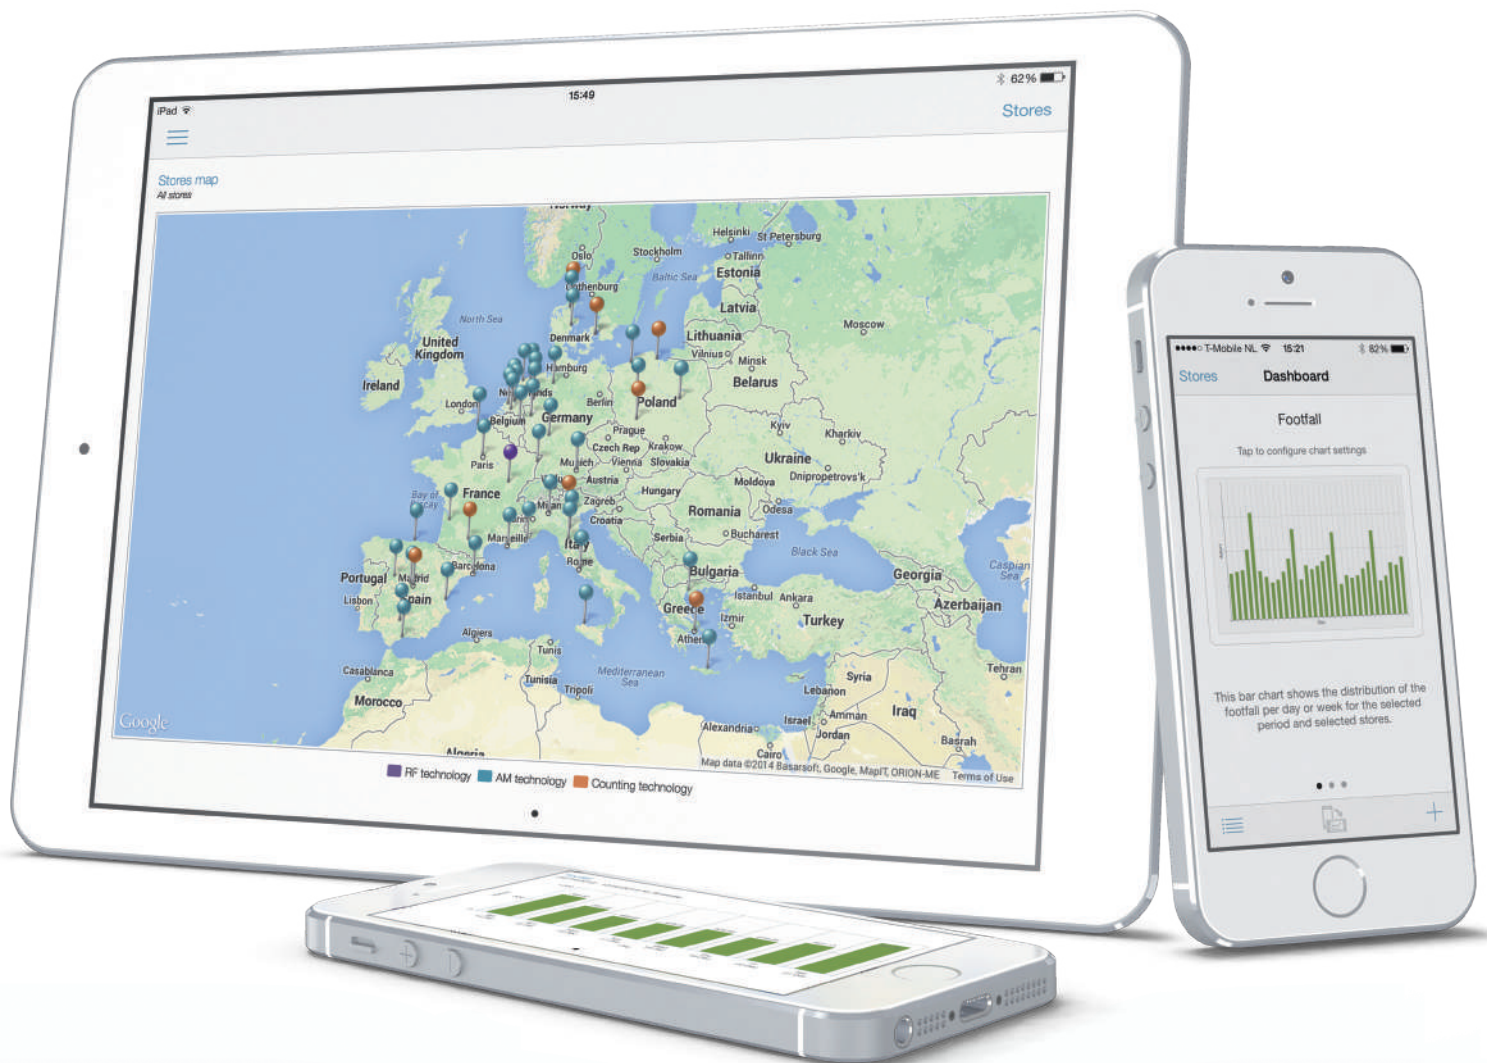 iPad
15:49
62%
Stores
Stores map
All stores
Norway
Oslo
Stockholm
Helsinki
St Petersburg
Tallinn
Estonia
Baltic Sea
Gothenburg
Latvia
North Sea
Moscow
Denmark
Lithuania
United
Kingdom
Vilnius
Minsk
Hamburg
Ireland
Belarus
London
Berlin
Poland
Belgium
Germany
Prague
Kyiv
Kharkiv
Czech Rep
Krakow
Paris
Munich
Vienna
Slovakia
Ukraine
Dnipropetrovs'k
Austria
Moldova
France
Hungary
Bay of
Biscay
Milan
Zagreb
Romania
Odesa
Croatia
Marseille
Italy
Serbia
Bucharest
Black Sea
Rome
Caspian
Sea
Barcelona
Bulgaria
Georgia
Portugal
Madrid
Istanbul
Ankara
Azerbaijan
Lisbon
Spain
Greece
Izmir
Turkey
Athens
Algiers
Tunis
Casablanca
Mediterranean
Sea
Tehran
Syria
Tunisia
Tripoli
Lebanon
Morocco
Iraq
Israel
Amman
Alexandria
Jordan
Google
Basrah
Algeria
Cairo
Map data ©2014 Basarsoft, Google, MapIT, ORION-ME
Terms of Use
RF technology
AM technology
Counting technology
T-Mobile NL
15:21
82%
Stores
Dashboard
Footfall
Tap to configure chart settings
This bar chart shows the distribution of the
footfall per day or week for the selected
period and selected stores.